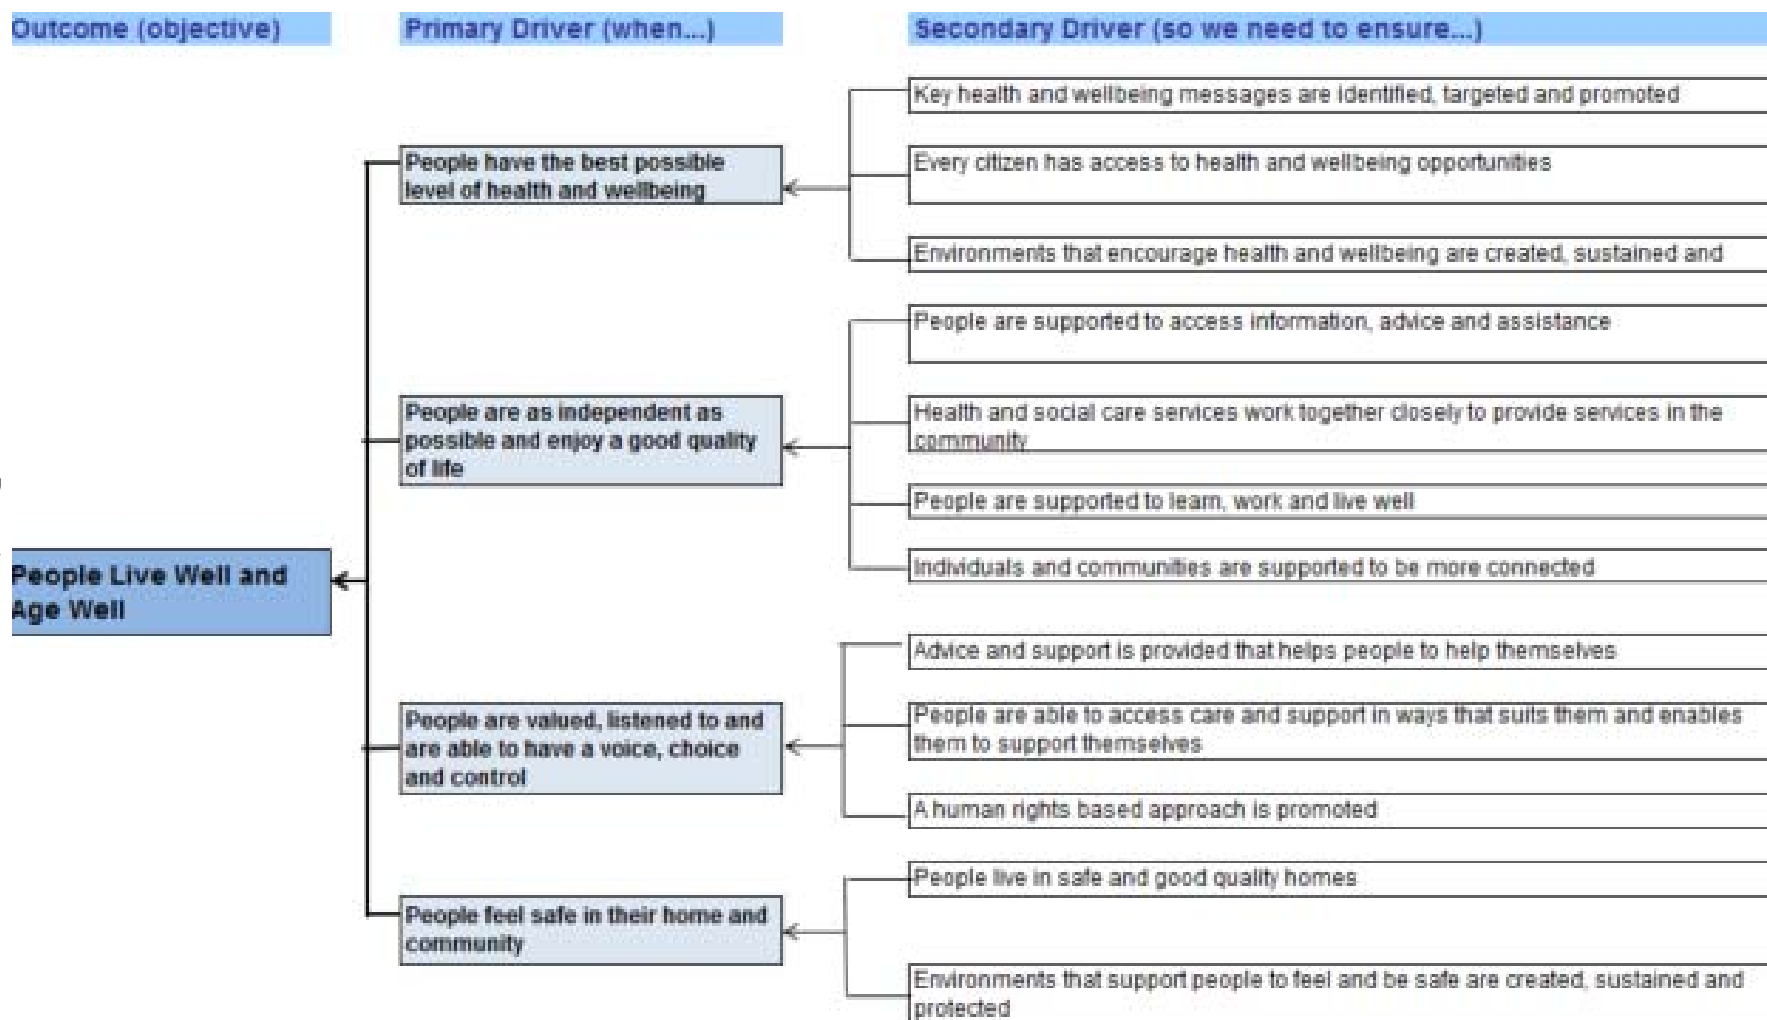 Outcome (objective)
Primary Driver (when...)
Secondary Driver (so we need to ensure...)
People Live Well and
Age Well
People have the best possible
level of health and wellbeing
Key health and wellbeing messages are identified, targeted and promoted
Every citizen has access to health and wellbeing opportunities
Environments that encourage health and wellbeing are created, sustained and
People are as independent as
possible and enjoy a good quality
of life
People are supported to access information, advice and assistance
Health and social care services work together closely to provide services in the
community
People are supported to learn, work and live well
Individuals and communities are supported to be more connected
People are valued, listened to and
are able to have a voice, choice
and control
Advice and support is provided that helps people to help themselves
People are able to access care and support in ways that suits them and enables
them to support themselves
A human rights based approach is promoted
People feel safe in their home and
community
People live in safe and good quality homes
Environments that support people to feel and be safe are created, sustained and
protected